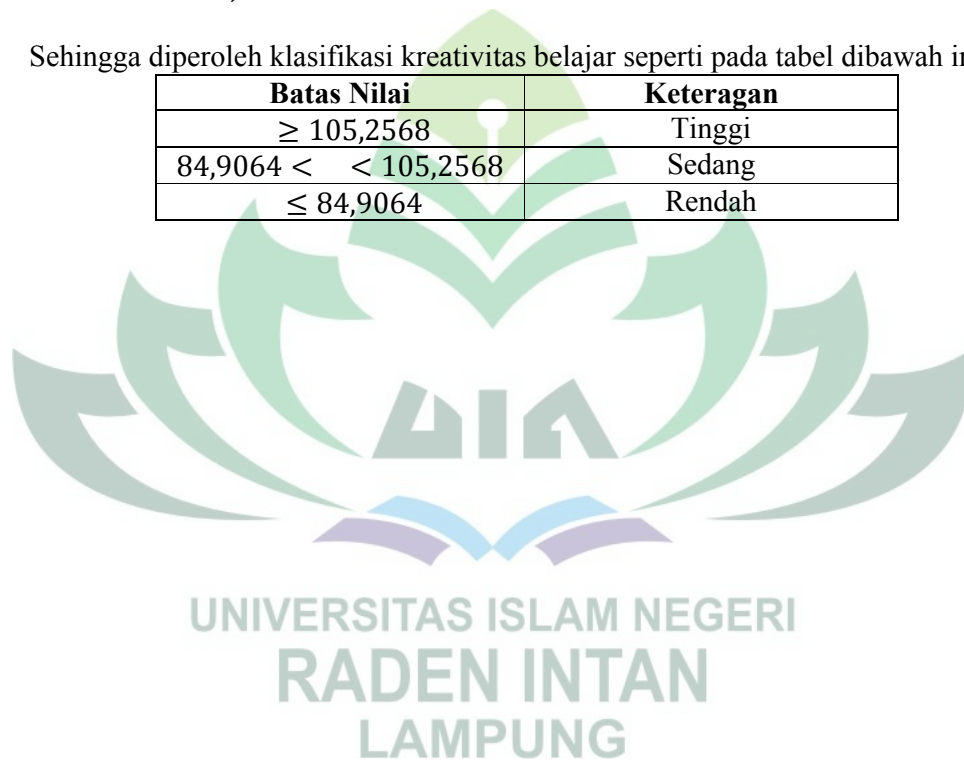 Sehingga diperoleh klasifikasi kreativitas belajar seperti pada tabel dibawah
Batas Nilai Keteragan
≥ 105,2568 Tinggi
84,9064 < < 105,2568 Sedang
≤ 84,9064 Rendah
UIN
UNIVERSITAS ISLAM NEGERI
RADEN INTAN
LAMPUNG